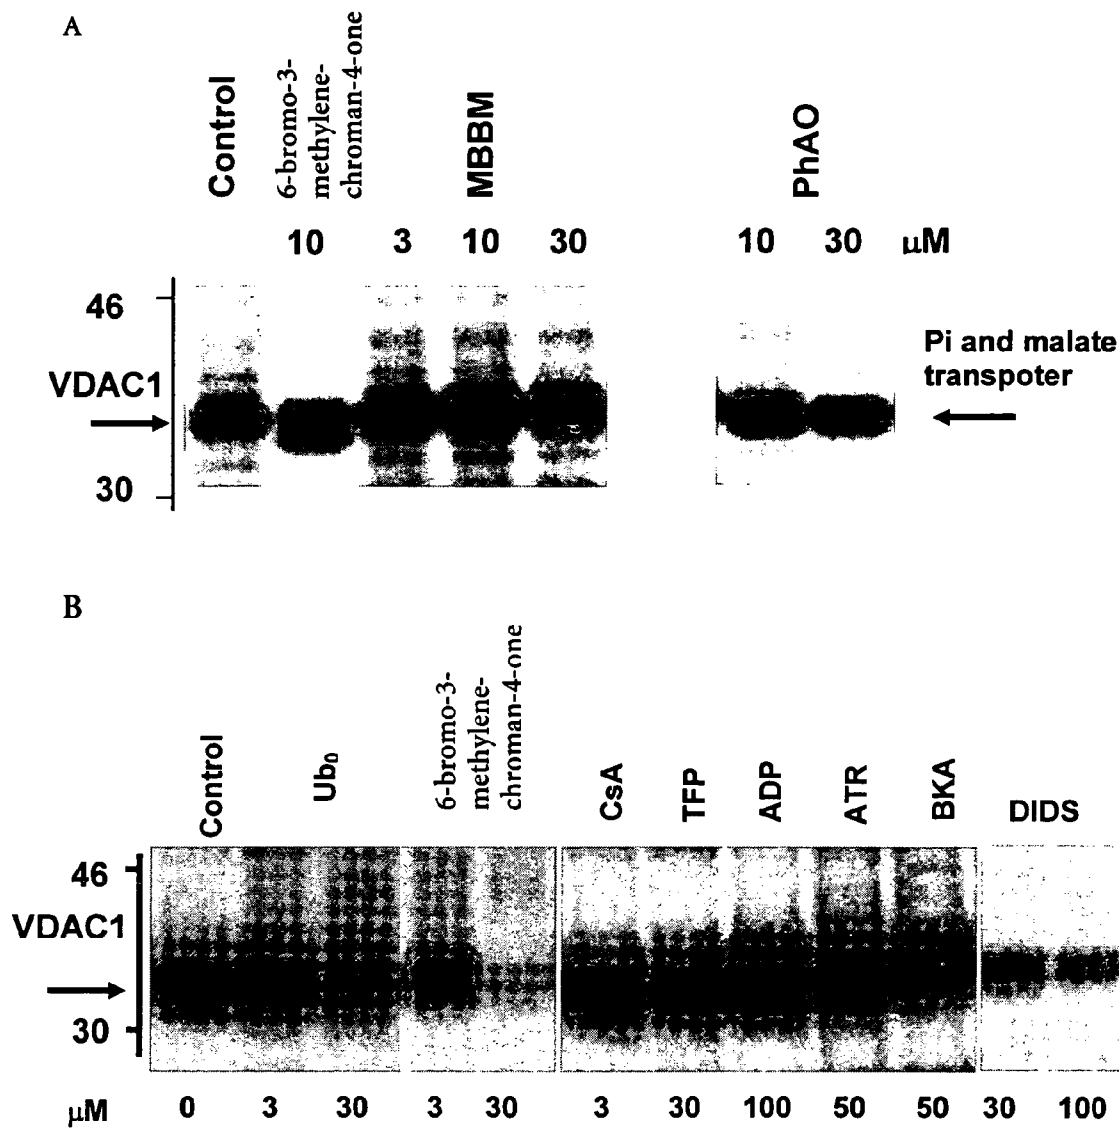 A
Control
6-bromo-3-
methylene-
chroman-4-one
MBBM
PhAO
10 3 10 30 10 30 μM
46
VDAC1
30
Pi and malate
transpoter
B
Control
Ub0
6-bromo-3-
methylene-
chroman-4-one
CsA
TFP
ADP
ATR
BKA
DIDS
46
VDAC1
30
μM 0 3 30 3 30 3 30 100 50 50 30 100